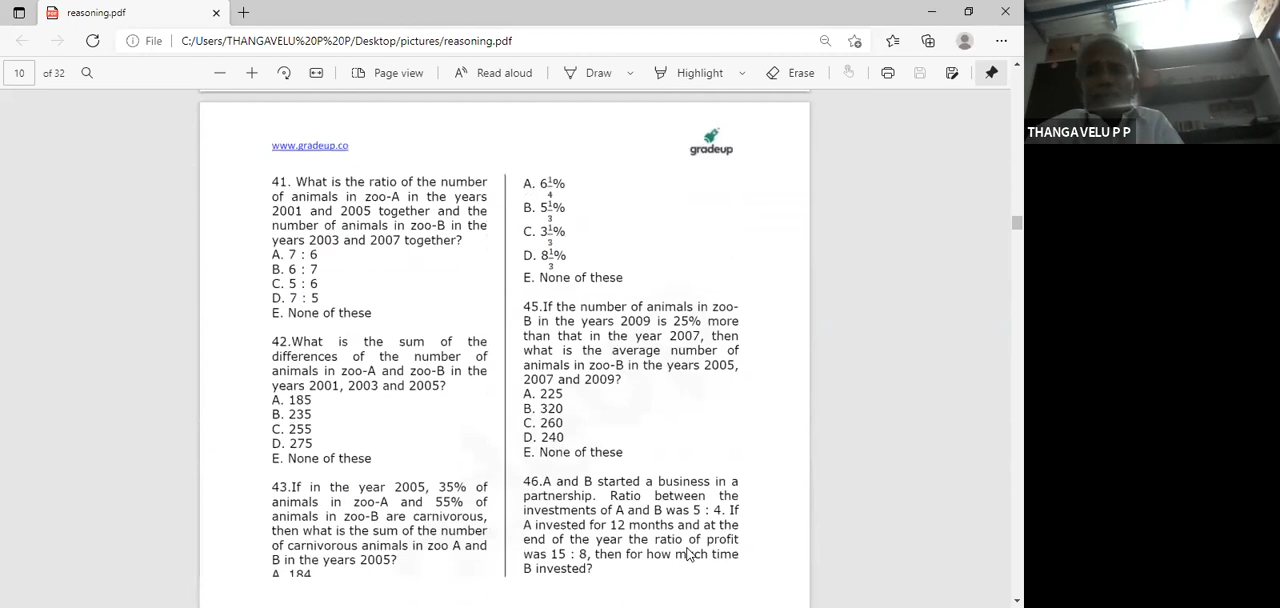 reasoning.pdf
File
C:/Users/THANGAVELU%20P%20P/Desktop/pictures/reasoning.pdf
10 of 32
Page view
Read aloud
Draw
Highlight
Erase
THANGAVELU P P
www.gradeup.co
gradeup
41. What is the ratio of the number
of animals in zoo-A in the years
2001 and 2005 together and the
number of animals in zoo-B in the
years 2003 and 2007 together?
A. 7 : 6
B. 6 : 7
C. 5 : 6
D. 7 : 5
E. None of these
42.What is the sum of the
differences of the number of
animals in zoo-A and zoo-B in the
years 2001, 2003 and 2005?
A. 185
B. 235
C. 255
D. 275
E. None of these
43.If in the year 2005, 35% of
animals in zoo-A and 55% of
animals in zoo-B are carnivorous,
then what is the sum of the number
of carnivorous animals in zoo A and
B in the years 2005?
A. 184
A. 6 1/4%
B. 5 1/3%
C. 3 1/3%
D. 8 1/3%
E. None of these
45.If the number of animals in zoo-
B in the years 2009 is 25% more
than that in the year 2007, then
what is the average number of
animals in zoo-B in the years 2005,
2007 and 2009?
A. 225
B. 320
C. 260
D. 240
E. None of these
46.A and B started a business in a
partnership. Ratio between the
investments of A and B was 5 : 4. If
A invested for 12 months and at the
end of the year the ratio of profit
was 15 : 8, then for how much time
B invested?